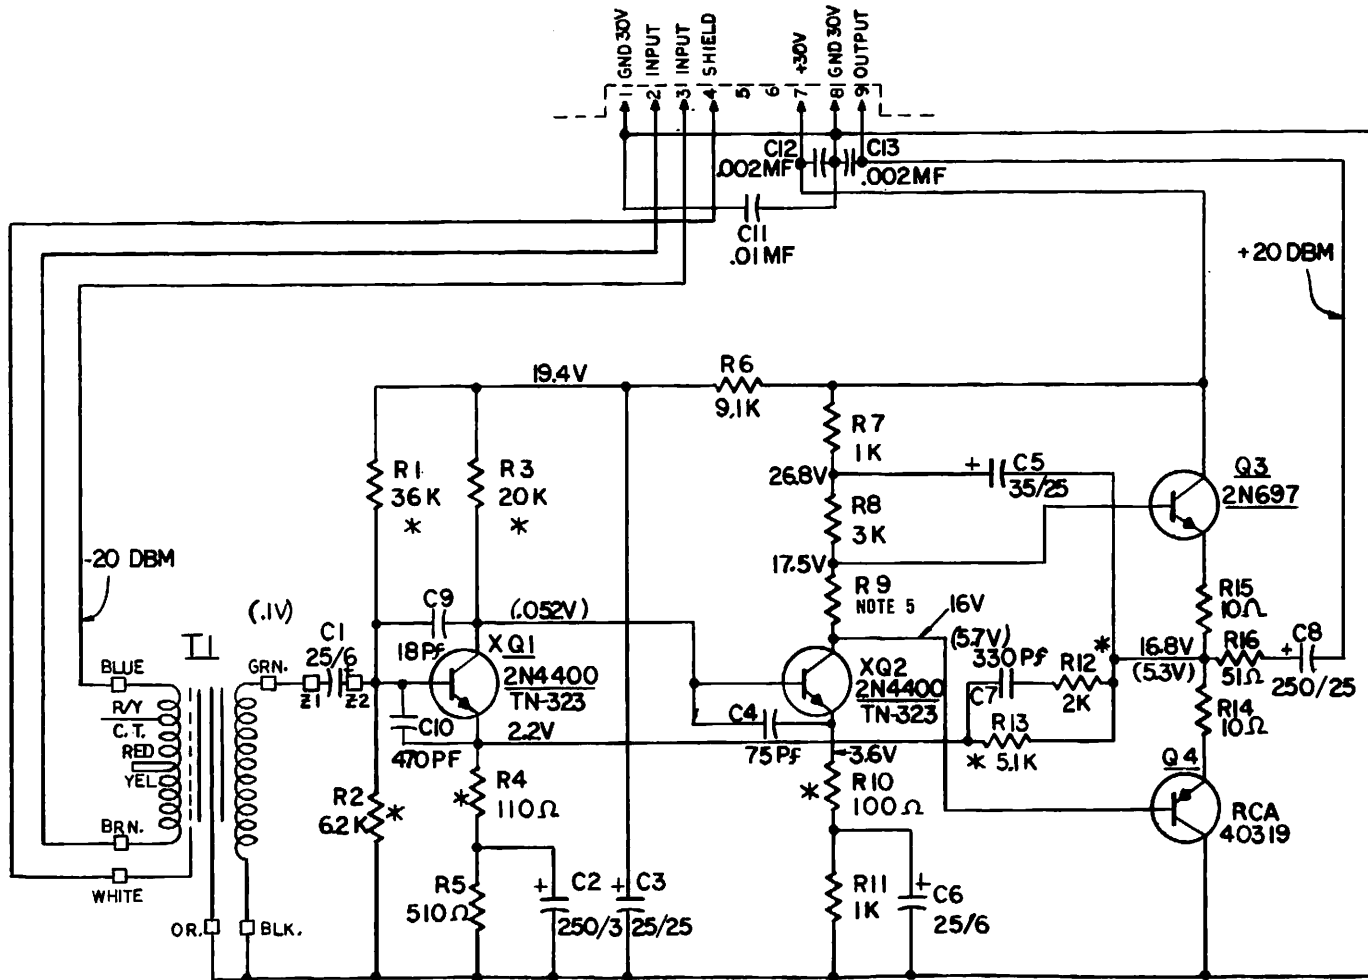 GND 30V
INPUT
INPUT
SHIELD
+30V
GND 30V
OUTPUT
1 2 3 4 5 6 7 8 9
C12
.002MF
C13
.002MF
C11
.01MF
+20 DBM
19.4V
R6
9.1K
R7
1K
R1
36K
*
R3
20K
*
26.8V
+
C5
35/25
Q3
2N697
R8
3K
17.5V
-20 DBM
R9
NOTE 5
16V
R15
10Ω
(.1V)
C9
18Pf
(.052V)
XQ1
2N4400
TN-323
(5.7V)
330Pf
C7
R12
2K
*
16.8V
(5.3V)
R16
51Ω
+
C8
250/25
T1
C1
25/6
+
BLUE
GRN.
Z1
Z2
XQ2
2N4400
TN-323
R/Y
C.T.
RED
YEL
C10
470PF
2.2V
C4
75Pf
3.6V
R13
* 5.1K
R14
10Ω
Q4
RCA
40319
BRN.
WHITE
R2
6.2K
*
R4
110Ω
*
R10
100Ω
*
R5
510Ω
+
C2
250/3
+
C3
25/25
R11
1K
+
C6
25/6
OR.
BLK.